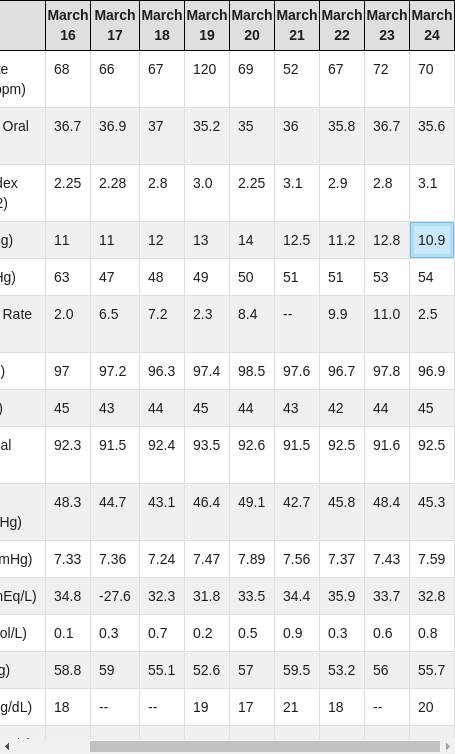 March 16 March 17 March 18 March 19 March 20 March 21 March 22 March 23 March 24
68 66 67 120 69 52 67 72 70
Oral 36.7 36.9 37 35.2 35 36 35.8 36.7 35.6
2.25 2.28 2.8 3.0 2.25 3.1 2.9 2.8 3.1
g) 11 11 12 13 14 12.5 11.2 12.8 10.9
Hg) 63 47 48 49 50 51 51 53 54
Rate 2.0 6.5 7.2 2.3 8.4 -- 9.9 11.0 2.5
) 97 97.2 96.3 97.4 98.5 97.6 96.7 97.8 96.9
) 45 43 44 45 44 43 42 44 45
al 92.3 91.5 92.4 93.5 92.6 91.5 92.5 91.6 92.5
48.3 44.7 43.1 46.4 49.1 42.7 45.8 48.4 45.3
Hg)
mHg) 7.33 7.36 7.24 7.47 7.89 7.56 7.37 7.43 7.59
nEq/L) 34.8 -27.6 32.3 31.8 33.5 34.4 35.9 33.7 32.8
ol/L) 0.1 0.3 0.7 0.2 0.5 0.9 0.3 0.6 0.8
g) 58.8 59 55.1 52.6 57 59.5 53.2 56 55.7
g/dL) 18 -- -- 19 17 21 18 -- 20